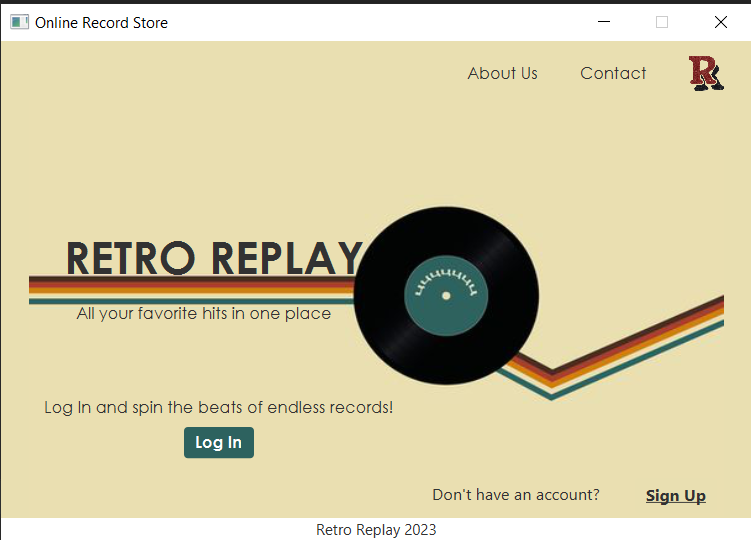 Online Record Store
About Us Contact R
RETRO REPLAY
All your favorite hits in one place
Log In and spin the beats of endless records!
Log In
Don't have an account? Sign Up
Retro Replay 2023